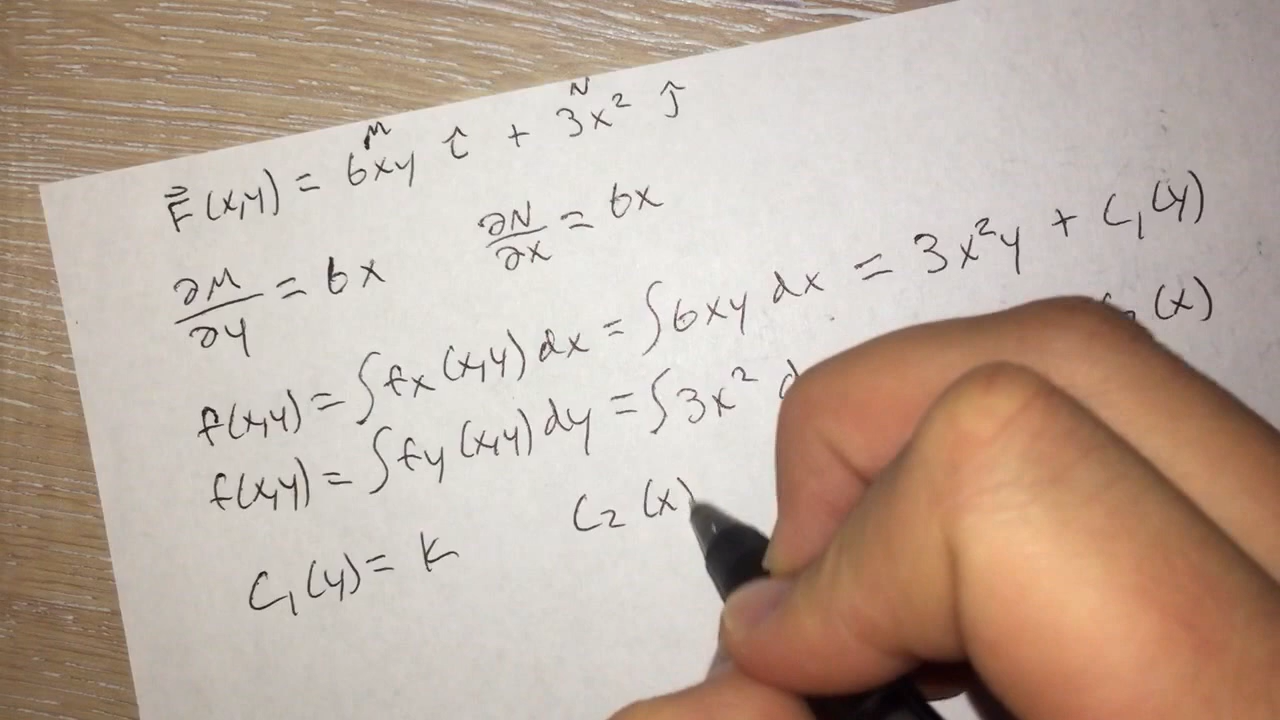 M N
F⃗(x,y) = 6xy î + 3x² ĵ
∂M/∂y = 6x ∂N/∂x = 6x
f(x,y) = ∫fx(x,y)dx = ∫6xy dx = 3x²y + C₁(y)
f(x,y) = ∫fy(x,y)dy = ∫3x² (x)
C₁(y) = K C₂(x)